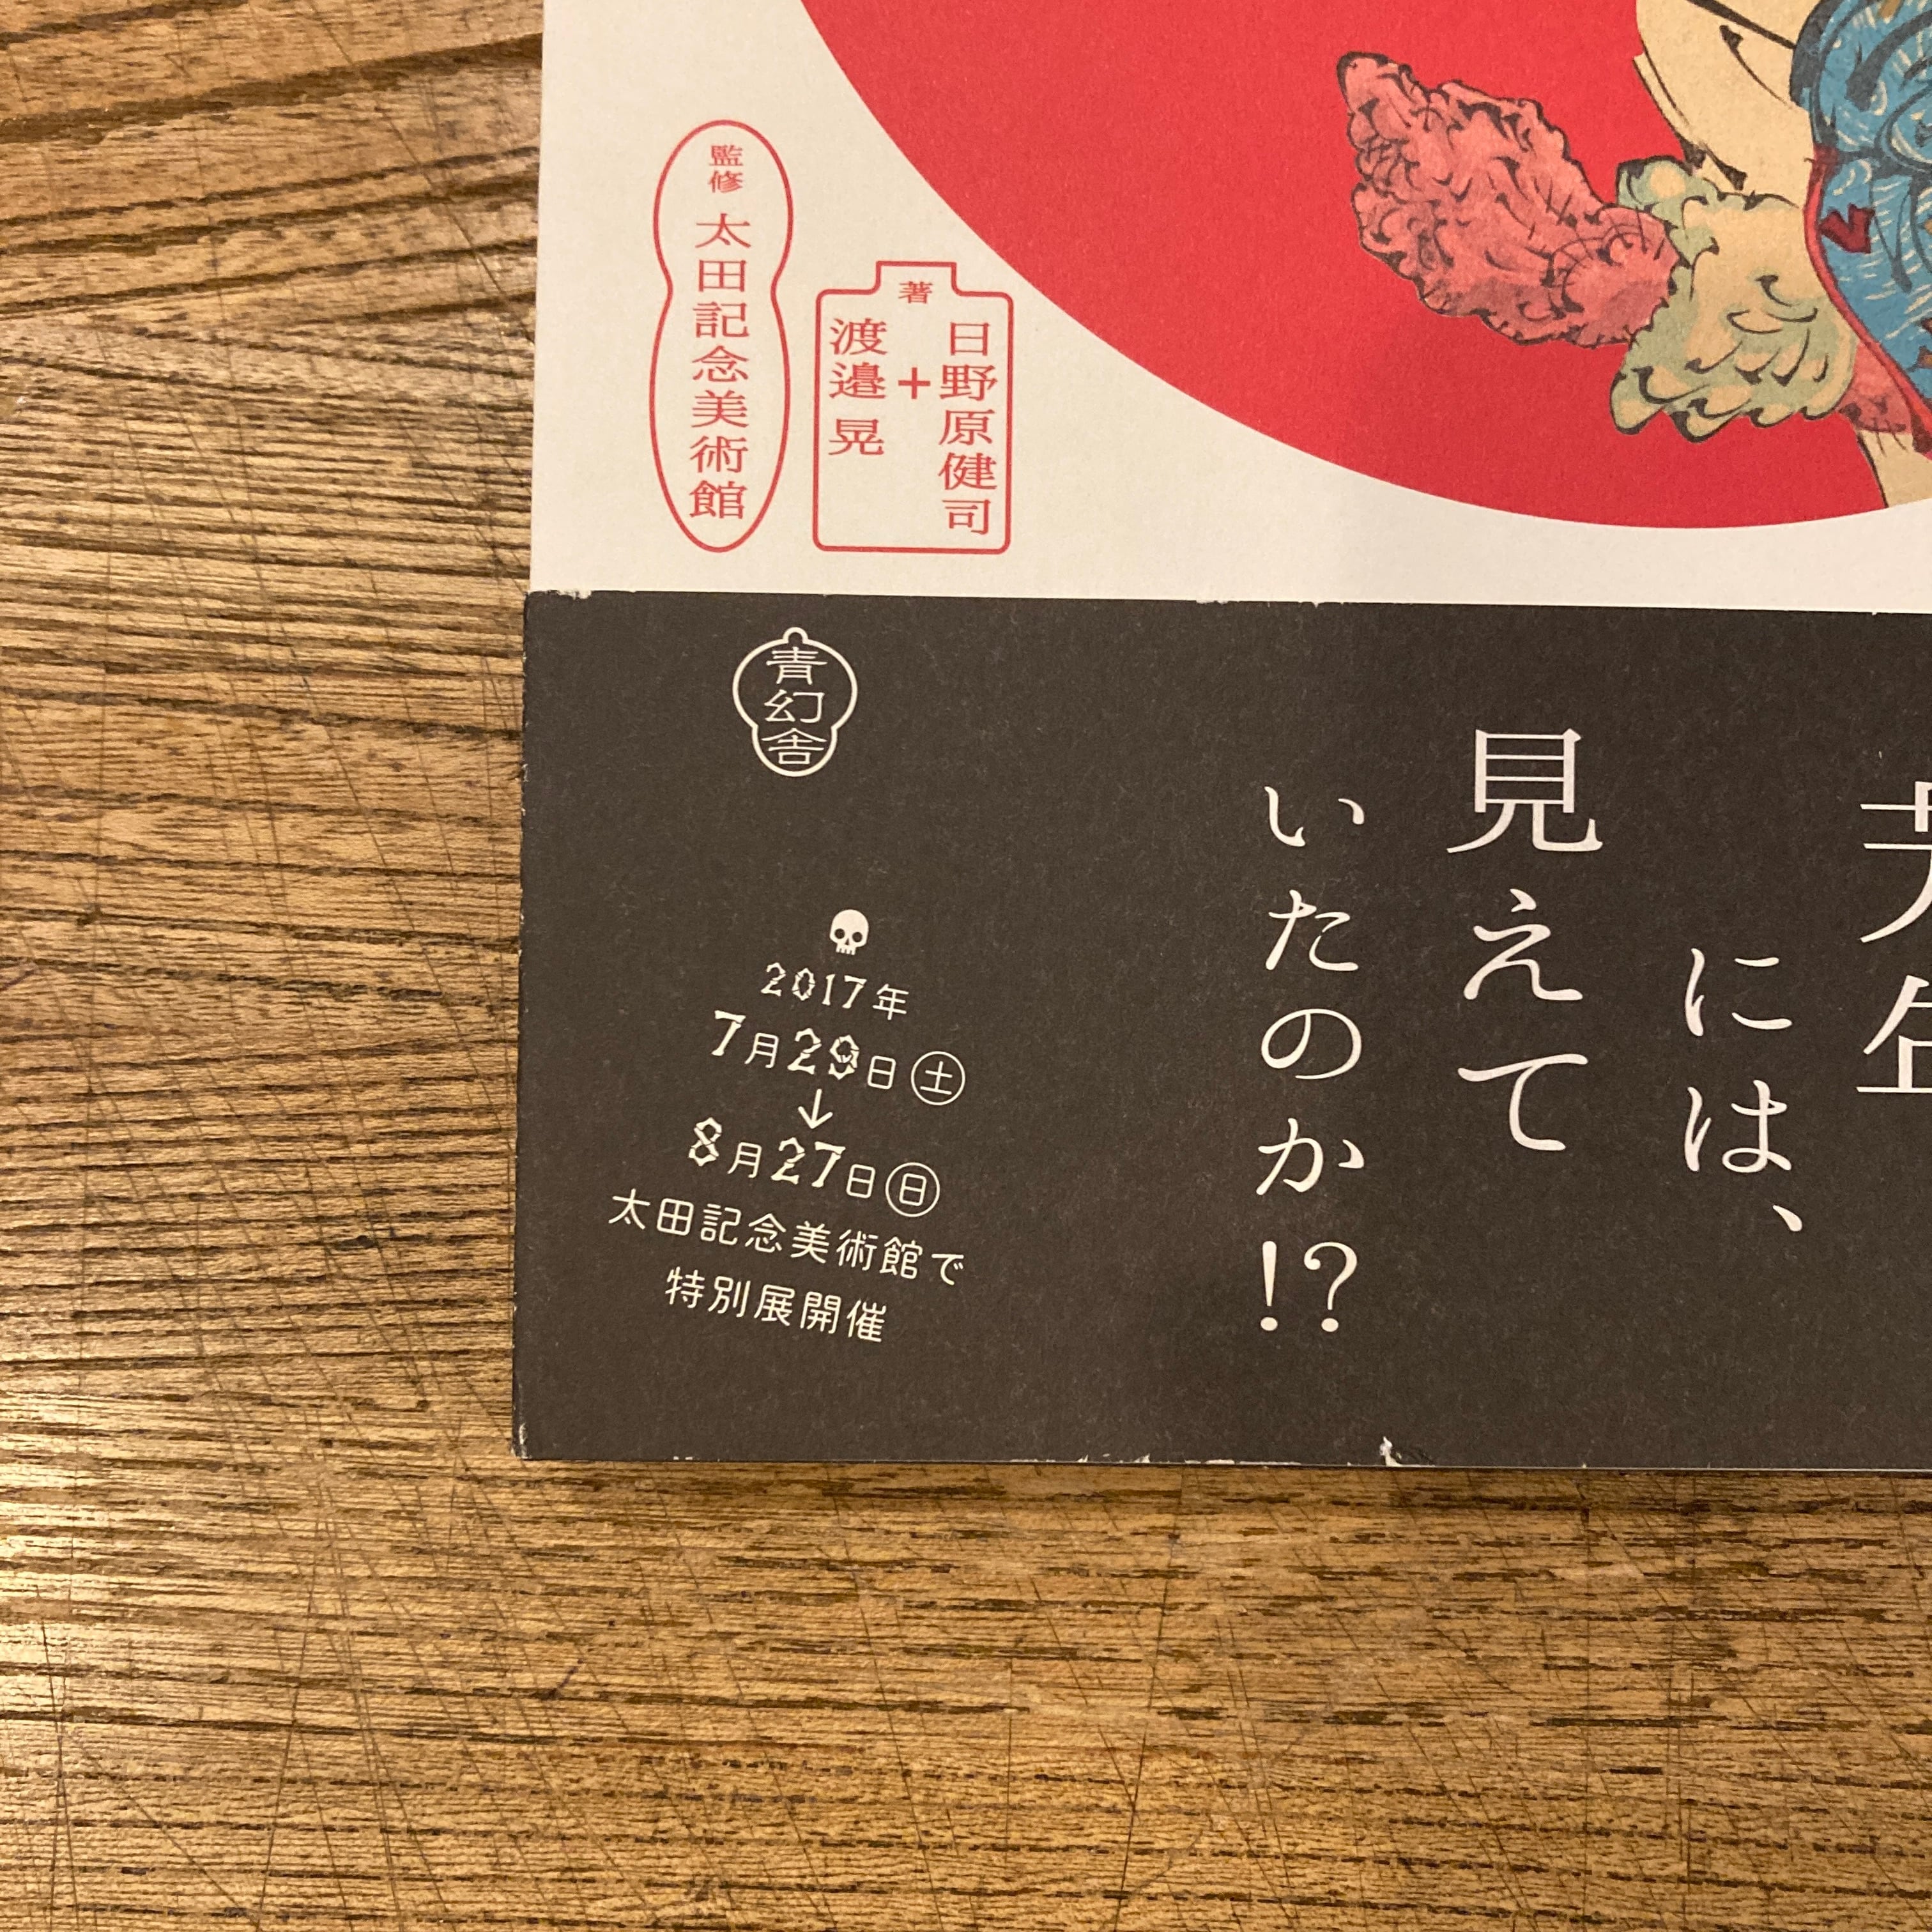 監修 太田記念美術館
著
日野原健司
+
渡邉 晃
には、
見えて
いたのか!?
青幻舎
2017年
7月29日(土)
↓
8月27日(日)
太田記念美術館で
特別展開催